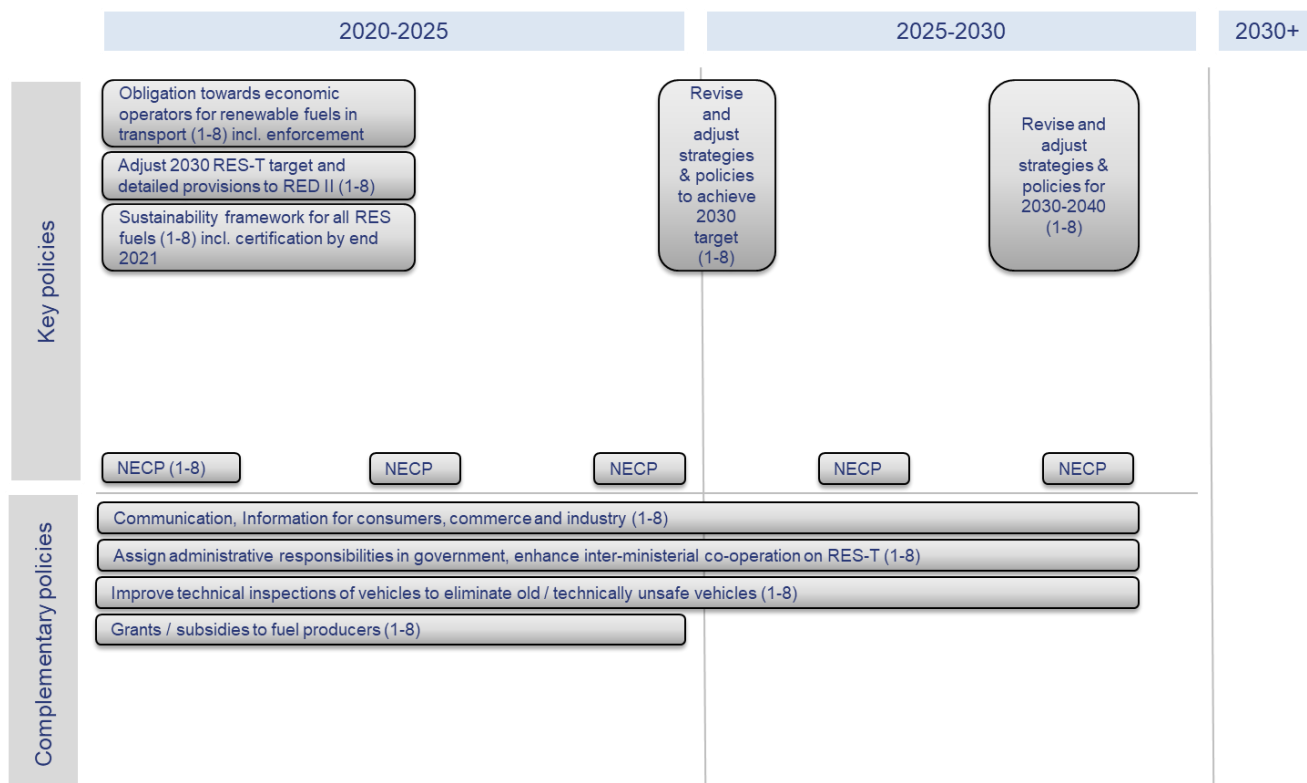 2020-2025
2025-2030
2030+
Key policies
Obligation towards economic
operators for renewable fuels in
transport (1-8) incl. enforcement
Adjust 2030 RES-T target and
detailed provisions to RED II (1-8)
Sustainability framework for all RES
fuels (1-8) incl. certification by end
2021
Revise
and
adjust
strategies
& policies
to achieve
2030
target
(1-8)
Revise and
adjust
strategies &
policies for
2030-2040
(1-8)
NECP (1-8)
NECP
NECP
NECP
NECP
Complementary policies
Communication, Information for consumers, commerce and industry (1-8)
Assign administrative responsibilities in government, enhance inter-ministerial co-operation on RES-T (1-8)
Improve technical inspections of vehicles to eliminate old / technically unsafe vehicles (1-8)
Grants / subsidies to fuel producers (1-8)